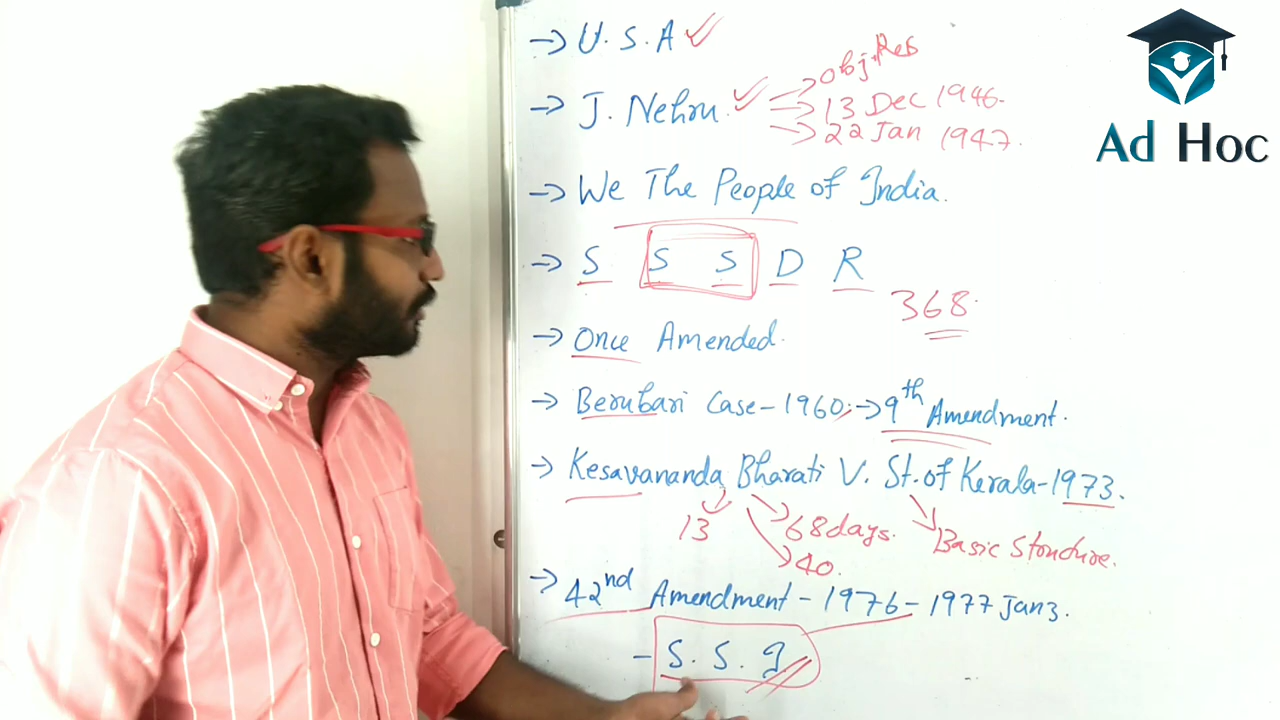 → U. S. A ✓
→ J. Nehru. ✓
→ Obj. Res
→ 13 Dec 1946.
→ 22 Jan 1947.
Ad Hoc
→ We The People of India.
→ S S S D R
368.
→ Once Amended.
→ Berubari Case - 1960; → 9th Amendment.
→ Kesavananda Bharati V. St. of Kerala - 1973.
13 → 68 days. → Basic Structure.
→ 40.
→ 42nd Amendment - 1976 - 1977 Jan 3.
- S. S. I